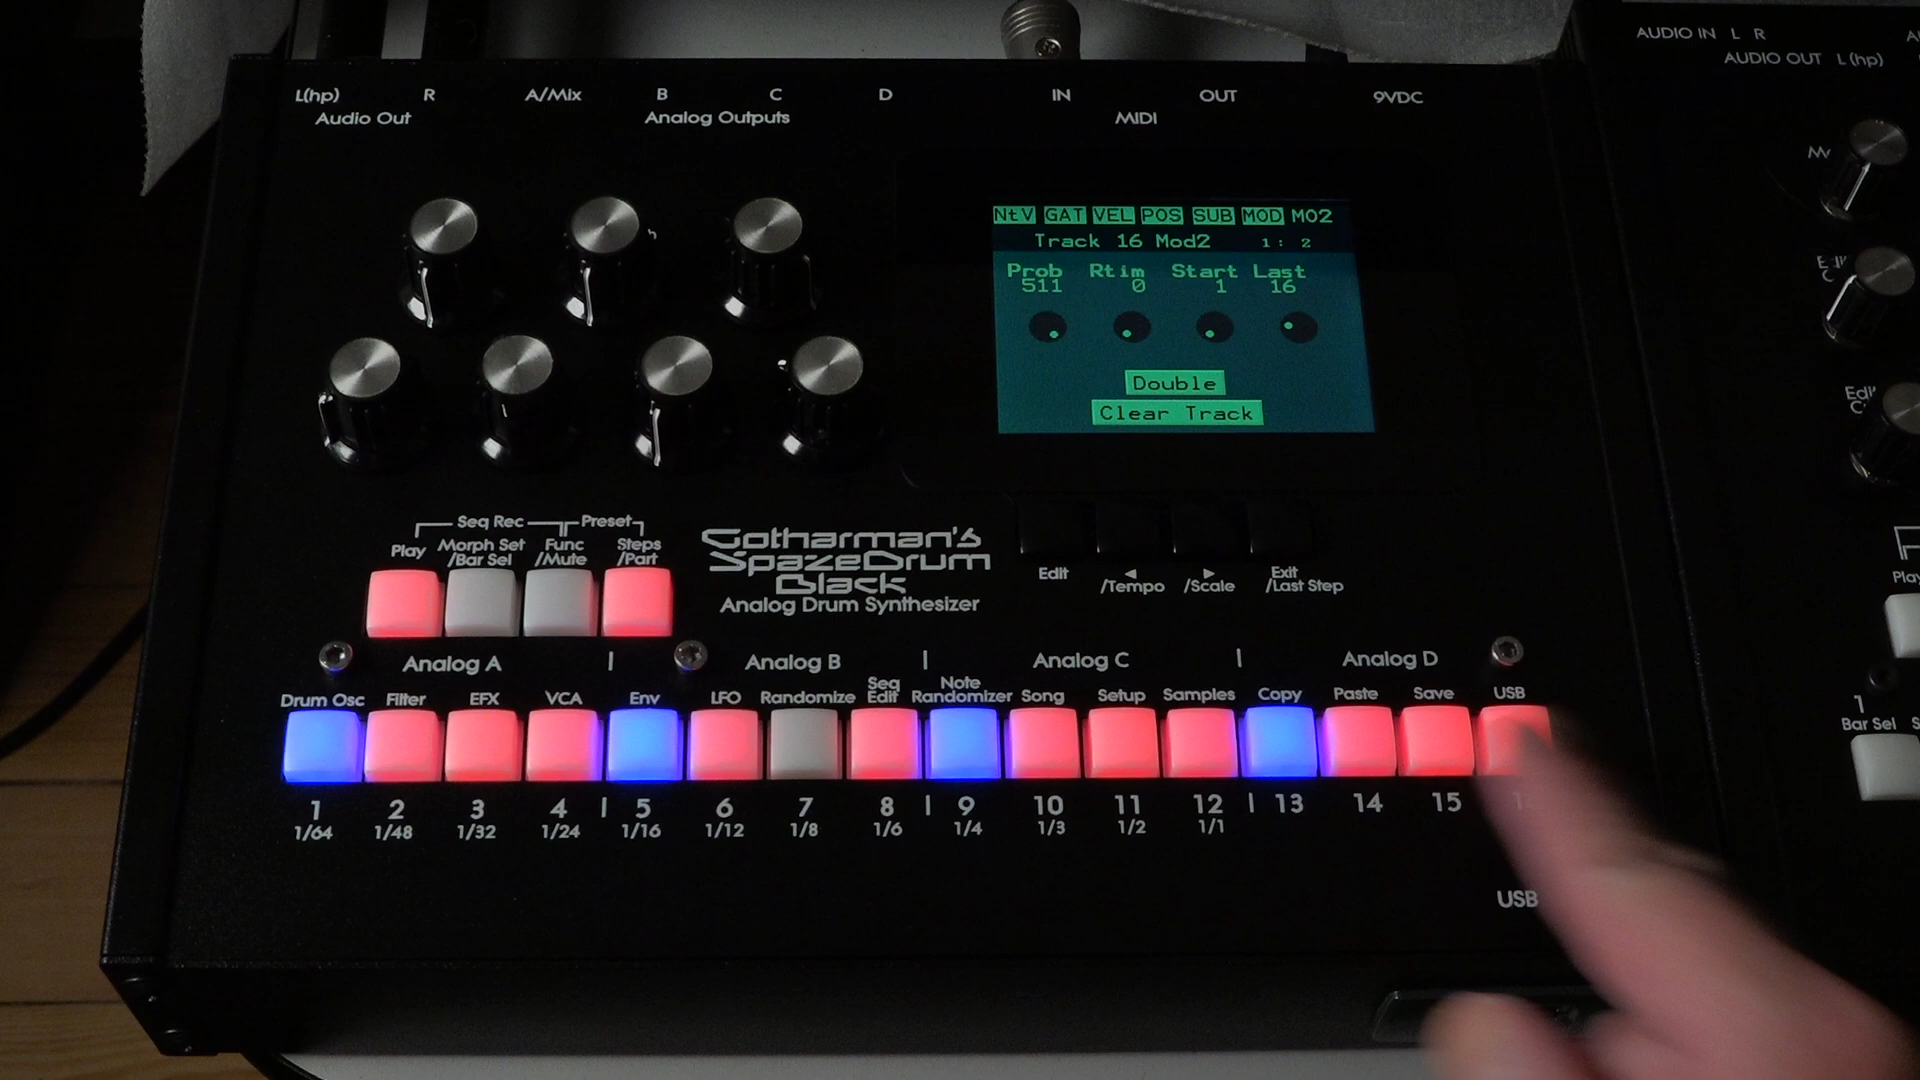 L(hp) R A/Mix B C D IN OUT 9VDC
Audio Out Analog Outputs MIDI
AUDIO IN L R
AUDIO OUT L(hp)
NtV GAT VEL POS SUB MOD MO2
Track 16 Mod2 1: 2
Prob Rtim Start Last
511 0 1 16
Double
Clear Track
Seq Rec Preset
Play Morph Set /Bar Sel Func /Mute Steps /Part
Gotharman's
SpazeDrum
Black
Analog Drum Synthesizer
Edit ◄ /Tempo ► /Scale Exit /Last Step
Analog A | Analog B | Analog C | Analog D
Drum Osc Filter EFX VCA Env LFO Randomize Seq Edit Note Randomizer Song Setup Samples Copy Paste Save USB
1 2 3 4 | 5 6 7 8 | 9 10 11 12 | 13 14 15
1/64 1/48 1/32 1/24 1/16 1/12 1/8 1/6 1/4 1/3 1/2 1/1
USB
Play
1
Bar Sel